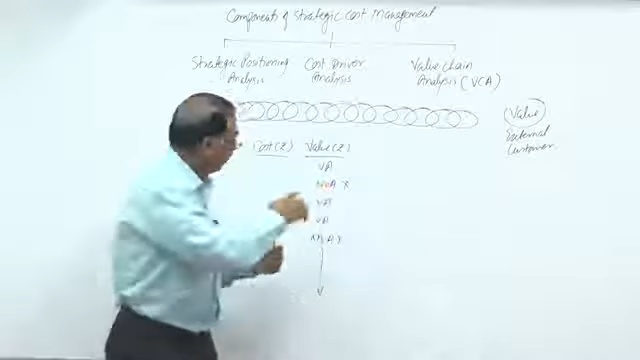 Components of Strategic Cost Management
Strategic Positioning Analysis
Cost Driver Analysis
Value Chain Analysis (VCA)
Value
External Customer
Cost(₹) Value(₹)
VA
NVA X
VA
VA
NVA X